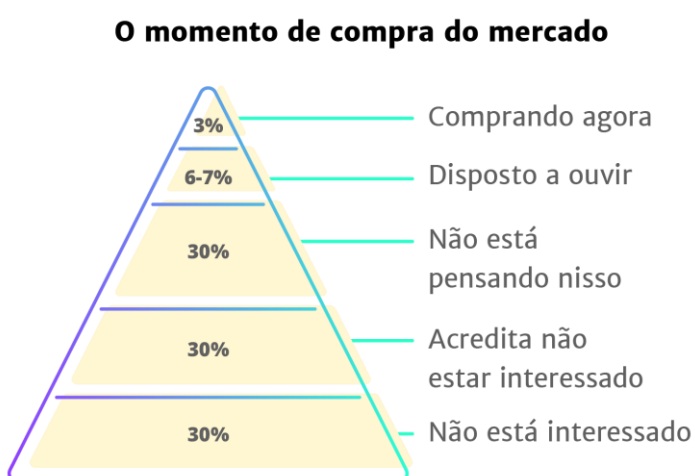 O momento de compra do mercado
3%
Comprando agora
6-7%
Disposto a ouvir
30%
Não está
pensando nisso
30%
Acredita não
estar interessado
30%
Não está interessado